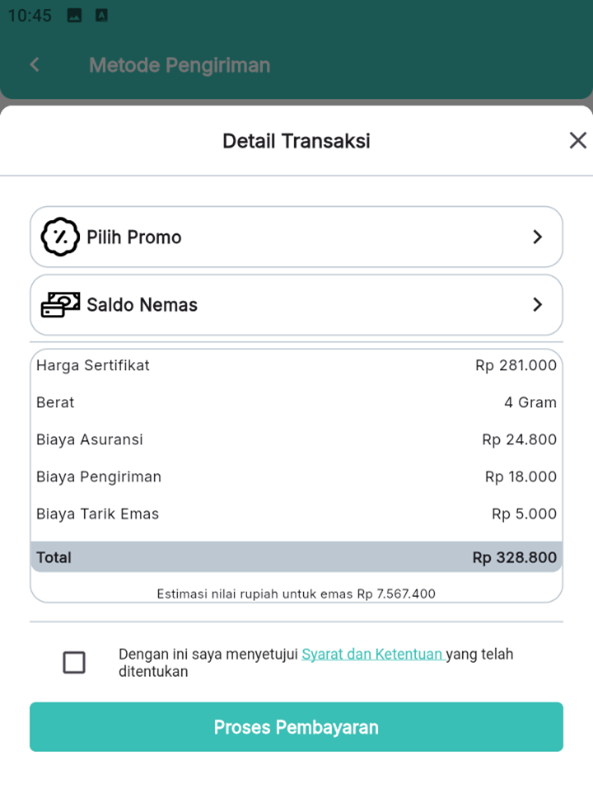 10:45
Metode Pengiriman
Detail Transaksi
Pilih Promo
Saldo Nemas
Harga Sertifikat Rp 281.000
Berat 4 Gram
Biaya Asuransi Rp 24.800
Biaya Pengiriman Rp 18.000
Biaya Tarik Emas Rp 5.000
Total Rp 328.800
Estimasi nilai rupiah untuk emas Rp 7.567.400
Dengan ini saya menyetujui Syarat dan Ketentuan yang telah
ditentukan
Proses Pembayaran